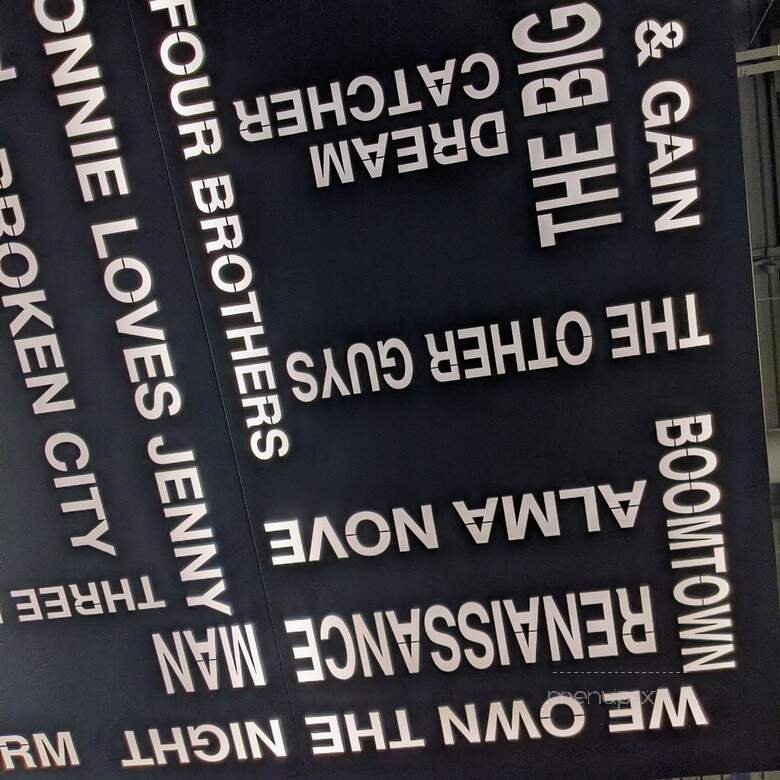 & GAIN
THE BIG
DREAM
CATCHER
FOUR BROTHERS
ONNIE LOVES JENNY
BROKEN CITY
THE OTHER GUYS
BOOMTOWN
ALMA NOVE
RENAISSANCE
MAN
THREE
WE OWN THE NIGHT
RM
menupix